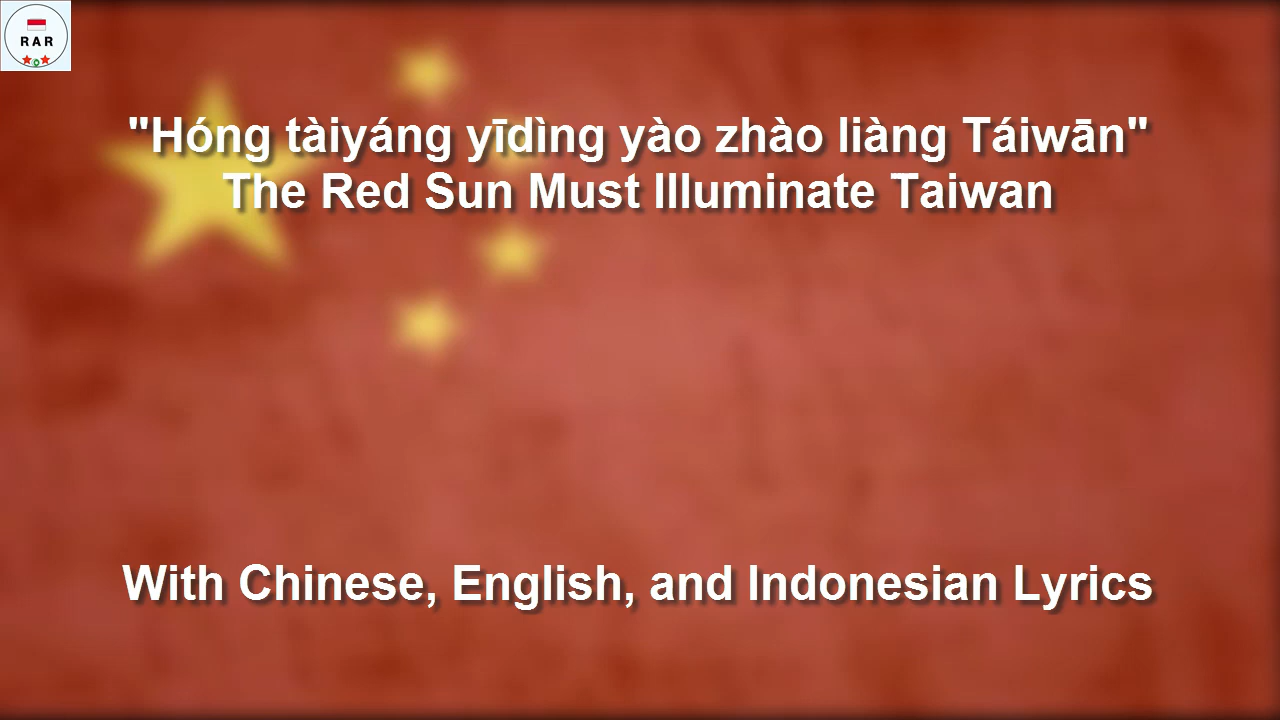 R A R
"Hóng tàiyáng yīdìng yào zhào liàng Táiwān"
The Red Sun Must Illuminate Taiwan
With Chinese, English, and Indonesian Lyrics